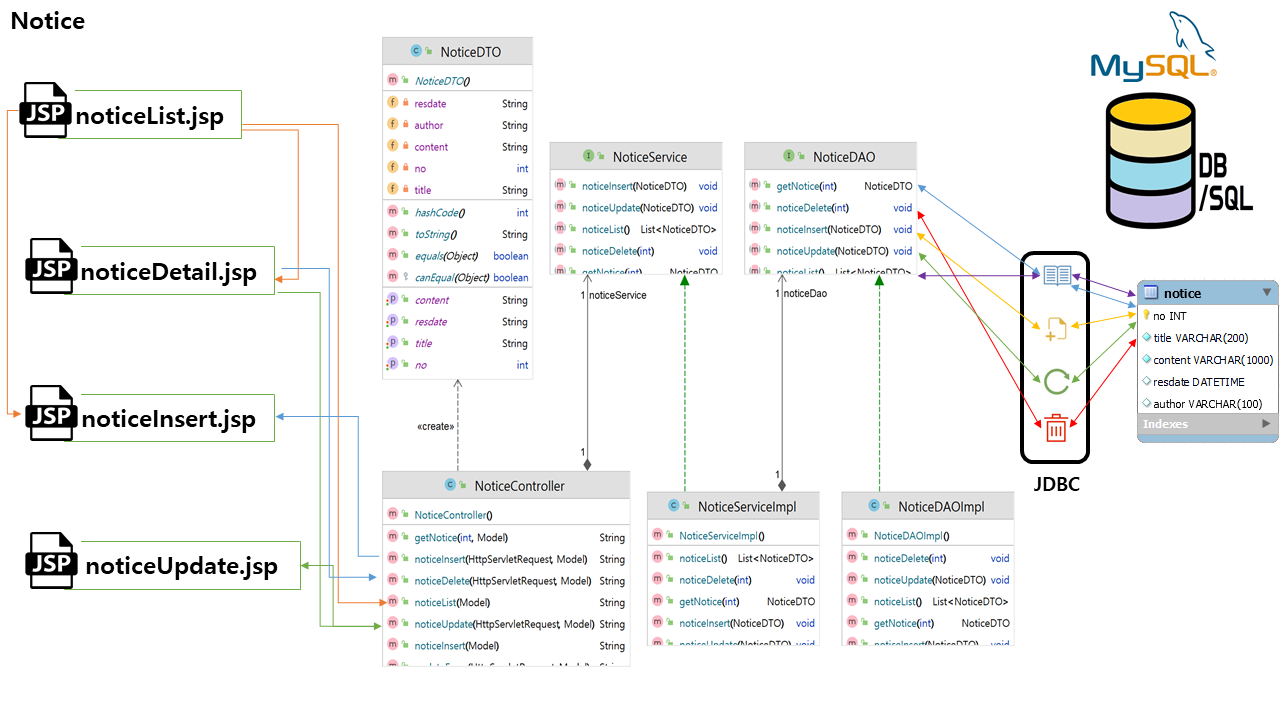 Notice
JSP noticeList.jsp
JSP noticeDetail.jsp
JSP noticeInsert.jsp
JSP noticeUpdate.jsp
NoticeDTO
NoticeDTO()
resdate String
author String
content String
no int
title String
hashCode() int
toString() String
equals(Object) boolean
canEqual(Object) boolean
content String
resdate String
title String
no int
«create»
NoticeController
NoticeController()
getNotice(int, Model) String
noticeInsert(HttpServletRequest, Model) String
noticeDelete(HttpServletRequest, Model) String
noticeList(Model) String
noticeUpdate(HttpServletRequest, Model) String
noticeInsert(Model) String
NoticeService
noticeInsert(NoticeDTO) void
noticeUpdate(NoticeDTO) void
noticeList() List<NoticeDTO>
noticeDelete(int) void
getNotice(int) NoticeDTO
1 noticeService
1
NoticeDAO
getNotice(int) NoticeDTO
noticeDelete(int) void
noticeInsert(NoticeDTO) void
noticeUpdate(NoticeDTO) void
noticeList() List<NoticeDTO>
1 noticeDao
1
NoticeServiceImpl
NoticeServiceImpl()
noticeList() List<NoticeDTO>
noticeDelete(int) void
getNotice(int) NoticeDTO
noticeInsert(NoticeDTO) void
noticeUpdate(NoticeDTO) void
NoticeDAOImpl
NoticeDAOImpl()
noticeDelete(int) void
noticeUpdate(NoticeDTO) void
noticeList() List<NoticeDTO>
getNotice(int) NoticeDTO
noticeInsert(NoticeDTO) void
MySQL®
DB
/SQL
JDBC
notice
no INT
title VARCHAR(200)
content VARCHAR(1000)
resdate DATETIME
author VARCHAR(100)
Indexes